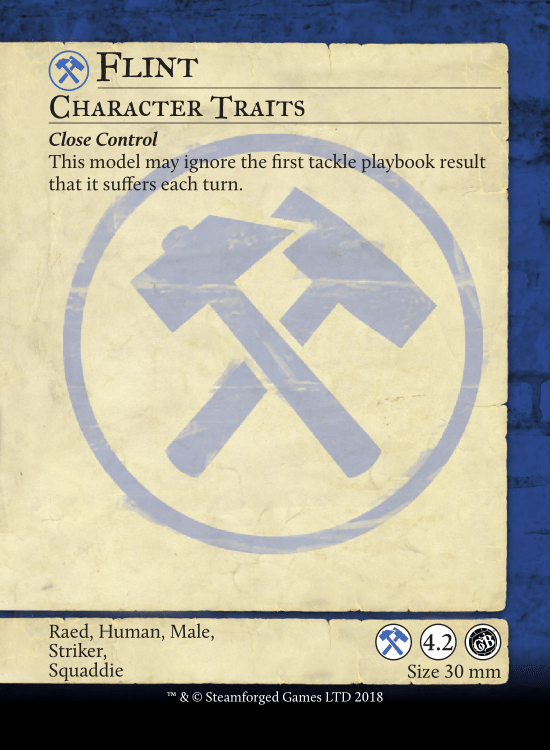 Flint
Character Traits
Close Control
This model may ignore the first tackle playbook result
that it suffers each turn.
Raed, Human, Male,
Striker,
Squaddie
4.2
GB
Size 30 mm
™ & © Steamforged Games LTD 2018